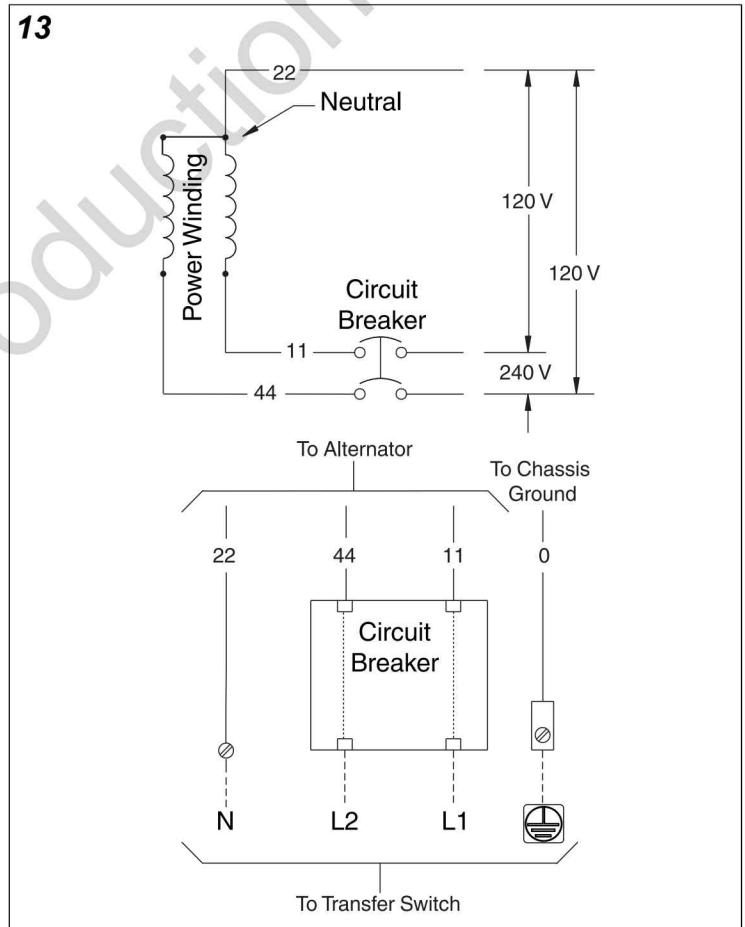 13
22
Neutral
Power Winding
120 V
120 V
Circuit
Breaker
11
240 V
44
To Alternator
To Chassis
Ground
22
44
11
0
Circuit
Breaker
N
L2
L1
To Transfer Switch